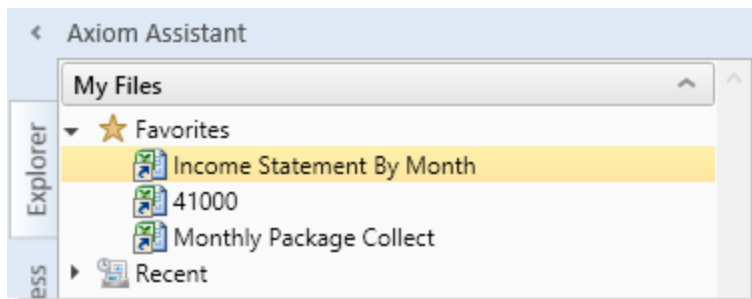 Axiom Assistant
My Files
Explorer
Favorites
Income Statement By Month
41000
Monthly Package Collect
Recent